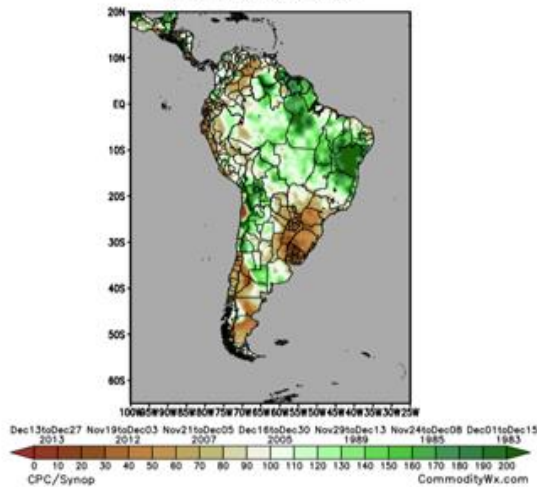 20N
10N
EQ
10S
20S
30S
40S
50S
60S
100W95W90W85W80W75W70W65W60W55W50W45W40W35W30W25W
Dec13toDec27 Nov19toDec03 Nov21toDec05 Dec16toDec30 Nov29toDec13 Nov24toDec08 Dec01toDec15
2013 2012 2007 2005 1989 1985 1983
0 10 20 30 40 50 60 70 80 90 100 110 120 130 140 150 160 170 180 190 200
CPC/Synop CommodityWx.com